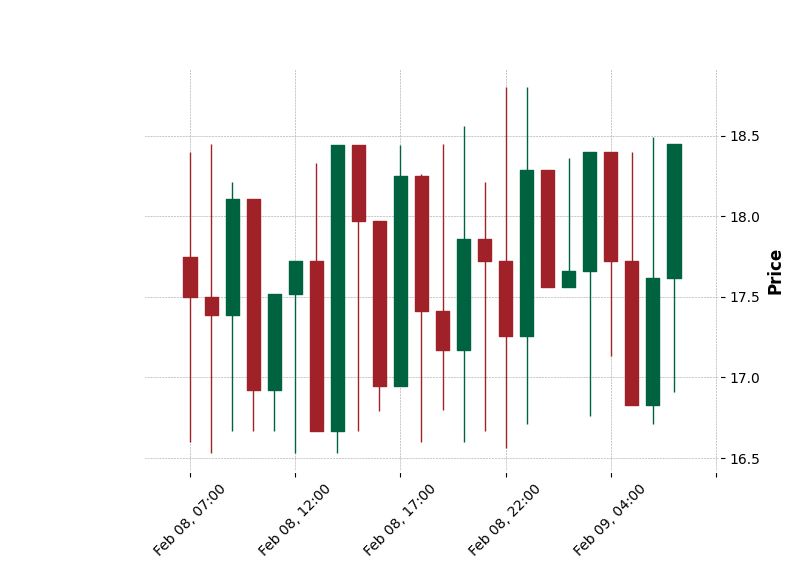 18.5
18.0
17.5
17.0
16.5
Price
Feb 08, 07:00
Feb 08, 12:00
Feb 08, 17:00
Feb 08, 22:00
Feb 09, 04:00